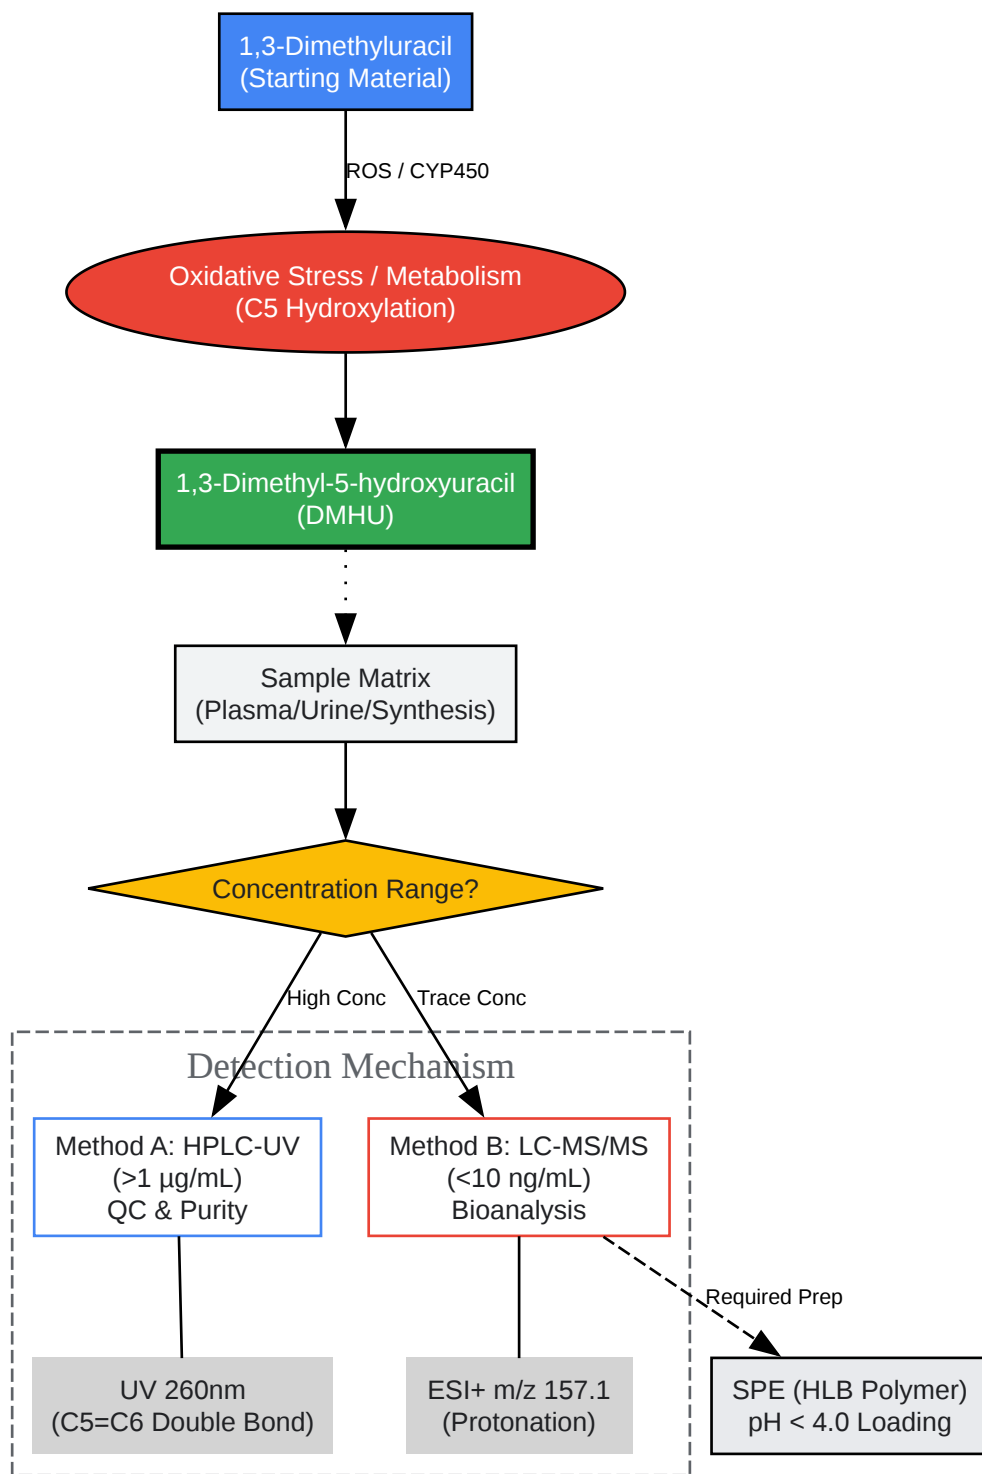 1,3-Dimethyluracil
(Starting Material)
ROS / CYP450
Oxidative Stress / Metabolism
(C5 Hydroxylation)
1,3-Dimethyl-5-hydroxyuracil
(DMHU)
Sample Matrix
(Plasma/Urine/Synthesis)
Concentration Range?
High Conc
Trace Conc
Detection Mechanism
Method A: HPLC-UV
(>1 µg/mL)
QC & Purity
Method B: LC-MS/MS
(<10 ng/mL)
Bioanalysis
Required Prep
UV 260nm
(C5=C6 Double Bond)
ESI+ m/z 157.1
(Protonation)
SPE (HLB Polymer)
pH < 4.0 Loading